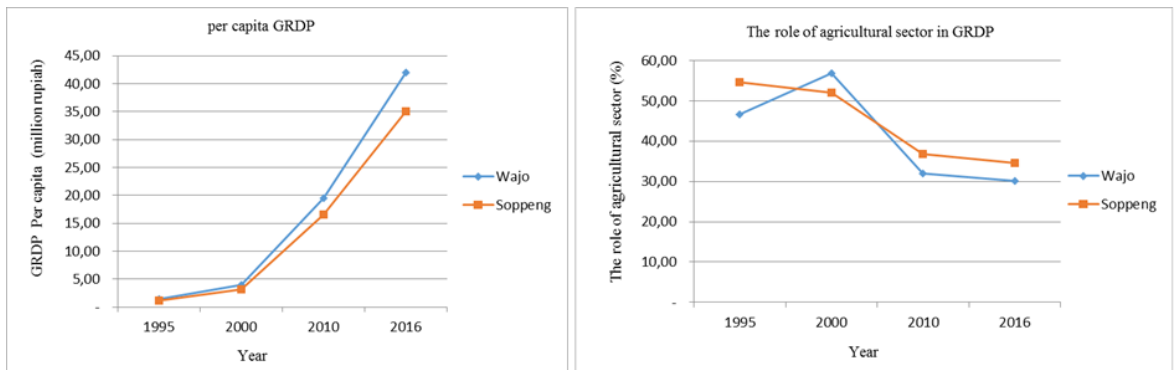 per capita GRDP
GRDP Per capita (million rupiah)
45,00
40,00
35,00
30,00
25,00
20,00
15,00
10,00
5,00
-
1995 2000 2010 2016
Year
Wajo
Soppeng
The role of agricultural sector in GRDP
The role of agricultural sector (%)
60,00
50,00
40,00
30,00
20,00
10,00
-
1995 2000 2010 2016
Year
Wajo
Soppeng